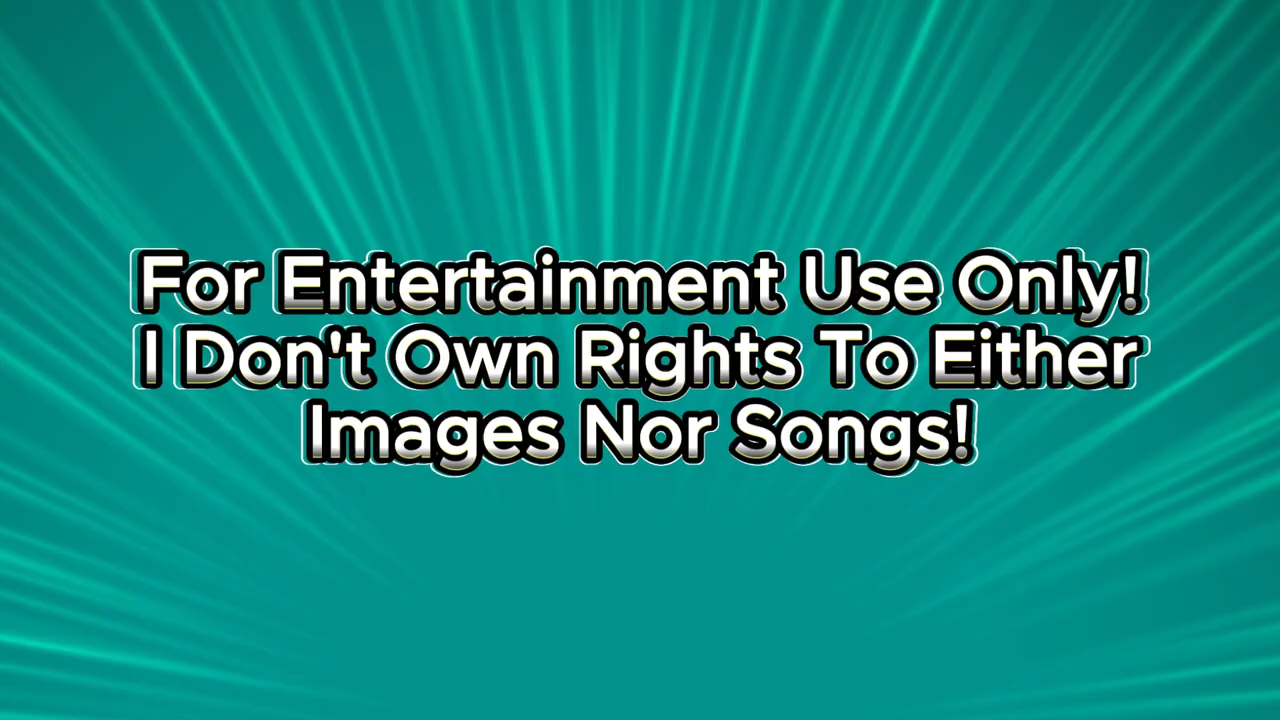 For Entertainment Use Only!
I Don't Own Rights To Either
Images Nor Songs!